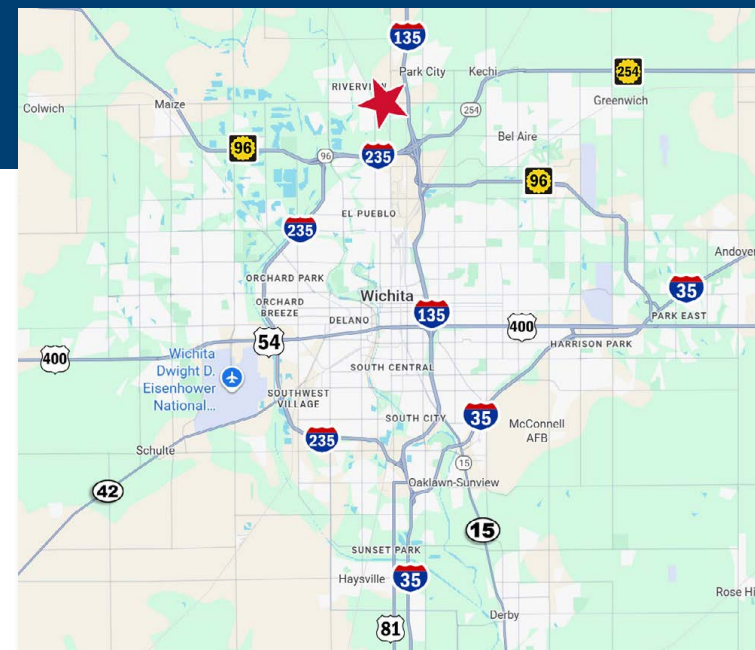 135
Park City
Kechi
254
RIVERVI
Greenwich
Colwich
Maize
254
Bel Aire
96
96
235
96
EL PUEBLO
235
Andover
ORCHARD PARK
35
Wichita
ORCHARD
BREEZE
DELANO
135
400
PARK EAST
54
HARRISON PARK
400
Wichita
Dwight D.
Eisenhower
National...
SOUTH CENTRAL
SOUTHWEST
VILLAGE
SOUTH CITY
35
McConnell
AFB
235
Schulte
15
42
Oaklawn-Sunview
15
SUNSET PARK
Haysville
35
Rose Hi
Derby
81